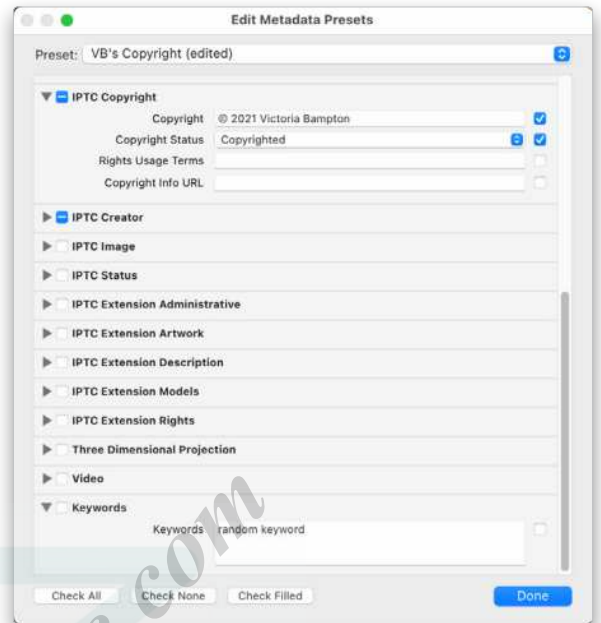 Edit Metadata Presets
Preset: VB's Copyright (edited)
IPTC Copyright
Copyright © 2021 Victoria Bampton
Copyright Status Copyrighted
Rights Usage Terms
Copyright Info URL
IPTC Creator
IPTC Image
IPTC Status
IPTC Extension Administrative
IPTC Extension Artwork
IPTC Extension Description
IPTC Extension Models
IPTC Extension Rights
Three Dimensional Projection
Video
Keywords
Keywords random keyword
Check All Check None Check Filled Done
com